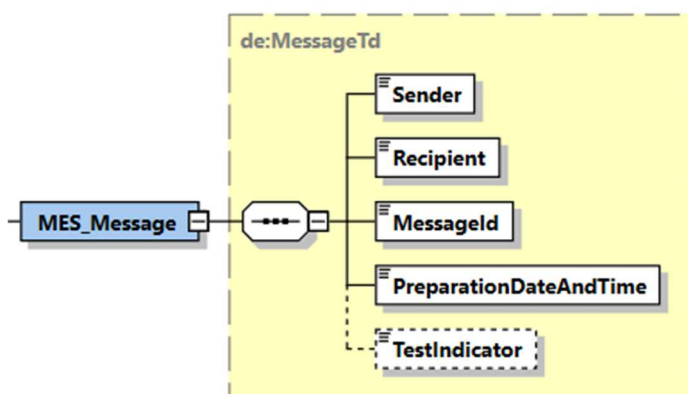 de:MessageTd
Sender
Recipient
MES_Message
MessageId
PreparationDateAndTime
TestIndicator